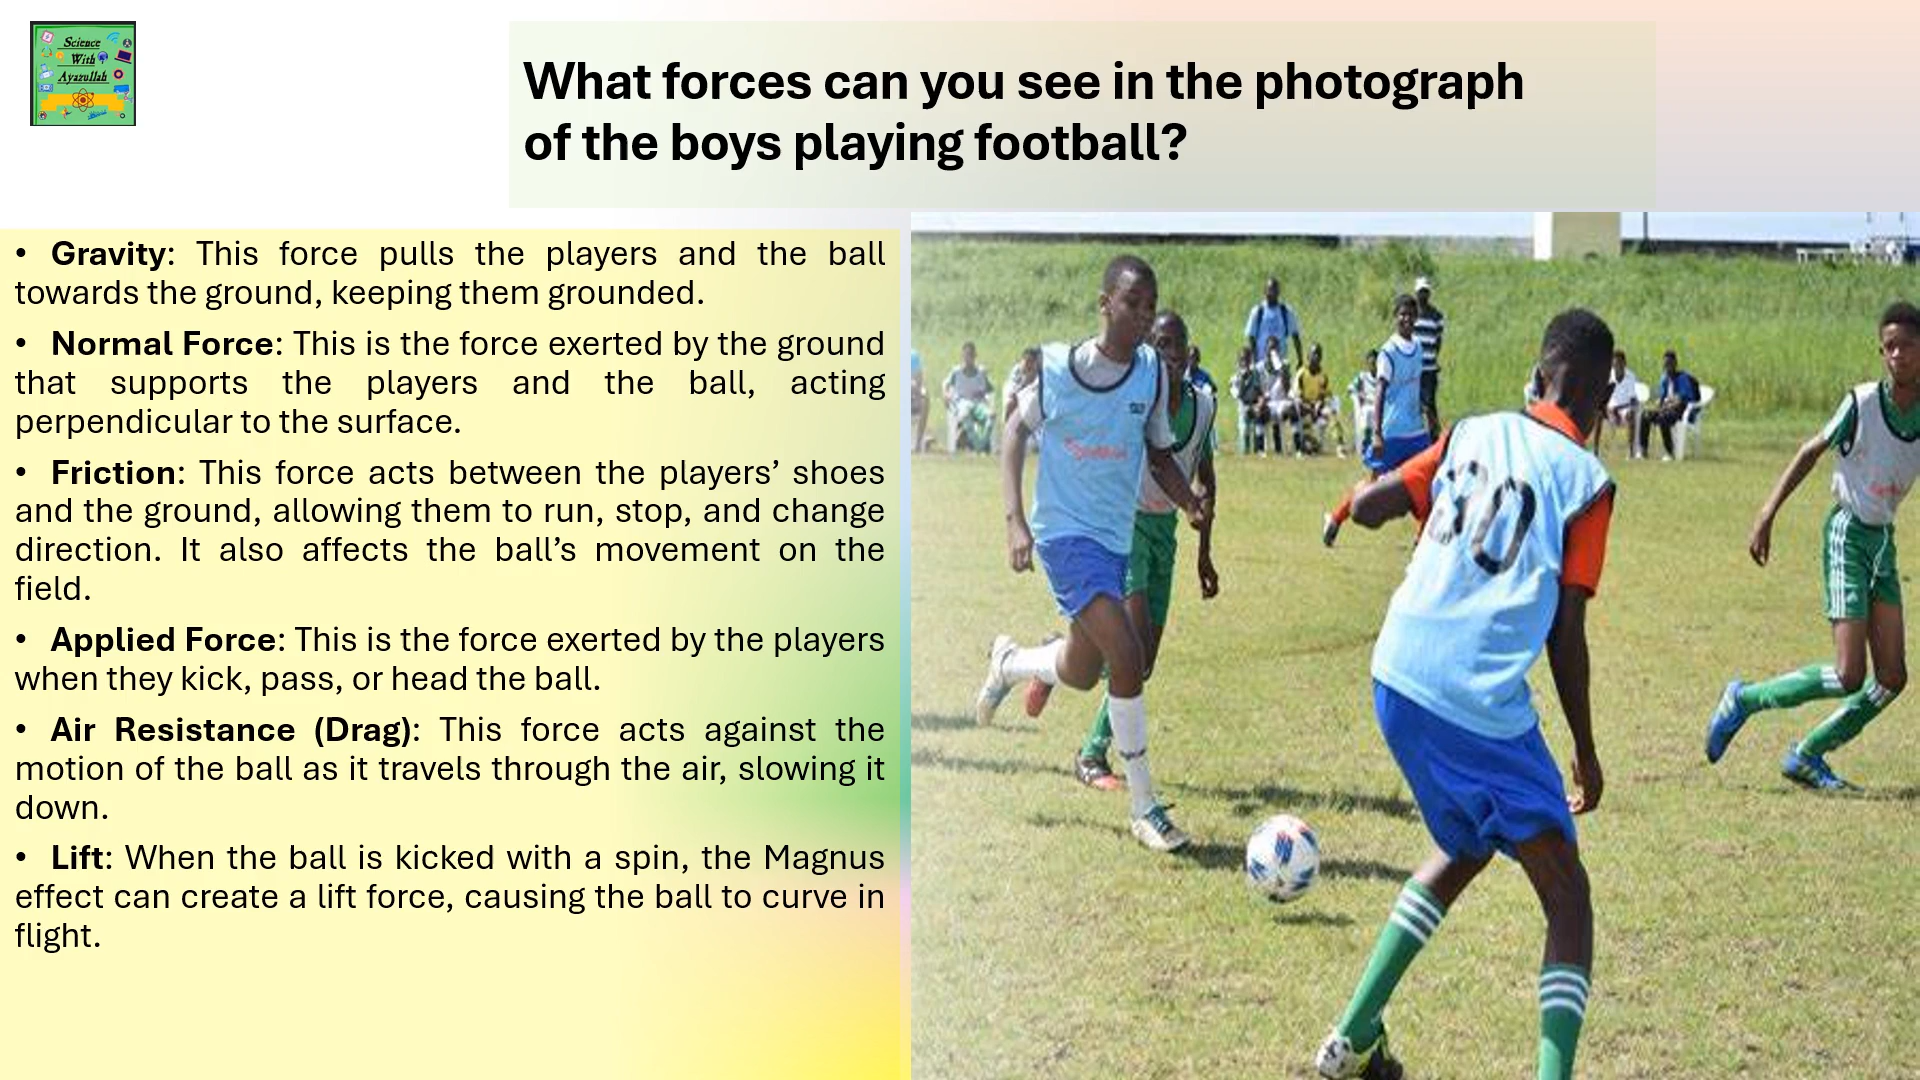 Science
With
Ayazullah
What forces can you see in the photograph
of the boys playing football?
• Gravity: This force pulls the players and the ball
towards the ground, keeping them grounded.
• Normal Force: This is the force exerted by the ground
that supports the players and the ball, acting
perpendicular to the surface.
• Friction: This force acts between the players’ shoes
and the ground, allowing them to run, stop, and change
direction. It also affects the ball’s movement on the
field.
• Applied Force: This is the force exerted by the players
when they kick, pass, or head the ball.
• Air Resistance (Drag): This force acts against the
motion of the ball as it travels through the air, slowing it
down.
• Lift: When the ball is kicked with a spin, the Magnus
effect can create a lift force, causing the ball to curve in
flight.
30